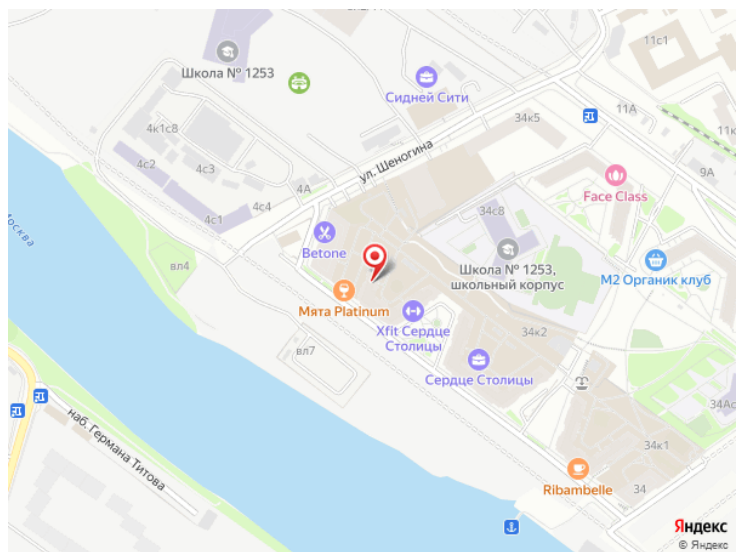 11с1
Школа № 1253
Сидней Сити
11А
34к5
4к1с8
ул. Шеногина
4с2
4с3
9А
4А
Face Class
4с4
34с8
4с1
Москва
Betone
Школа № 1253,
школьный корпус
вл4
М2 Органик клуб
Мята Platinum
Xfit Сердце
Столицы
34к2
вл7
Сердце Столицы
наб. Германа Титова
34к1
Ribambelle
34
Яндекс
© Яндекс